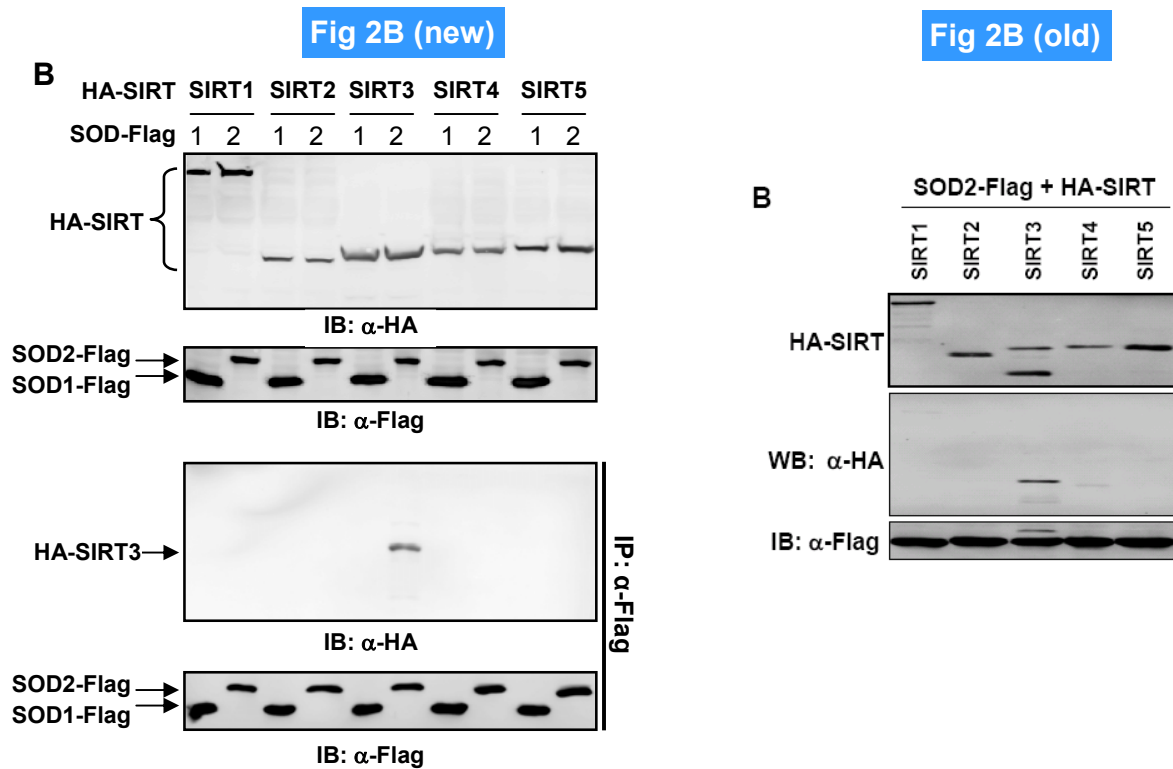 Fig 2B (new)
B
HA-SIRT SIRT1 SIRT2 SIRT3 SIRT4 SIRT5
SOD-Flag 1 2 1 2 1 2 1 2 1 2
HA-SIRT
IB: α-HA
SOD2-Flag
SOD1-Flag
IB: α-Flag
HA-SIRT3
IB: α-HA
SOD2-Flag
SOD1-Flag
IB: α-Flag
IP: α-Flag
Fig 2B (old)
B
SOD2-Flag + HA-SIRT
SIRT1 SIRT2 SIRT3 SIRT4 SIRT5
HA-SIRT
WB: α-HA
IB: α-Flag